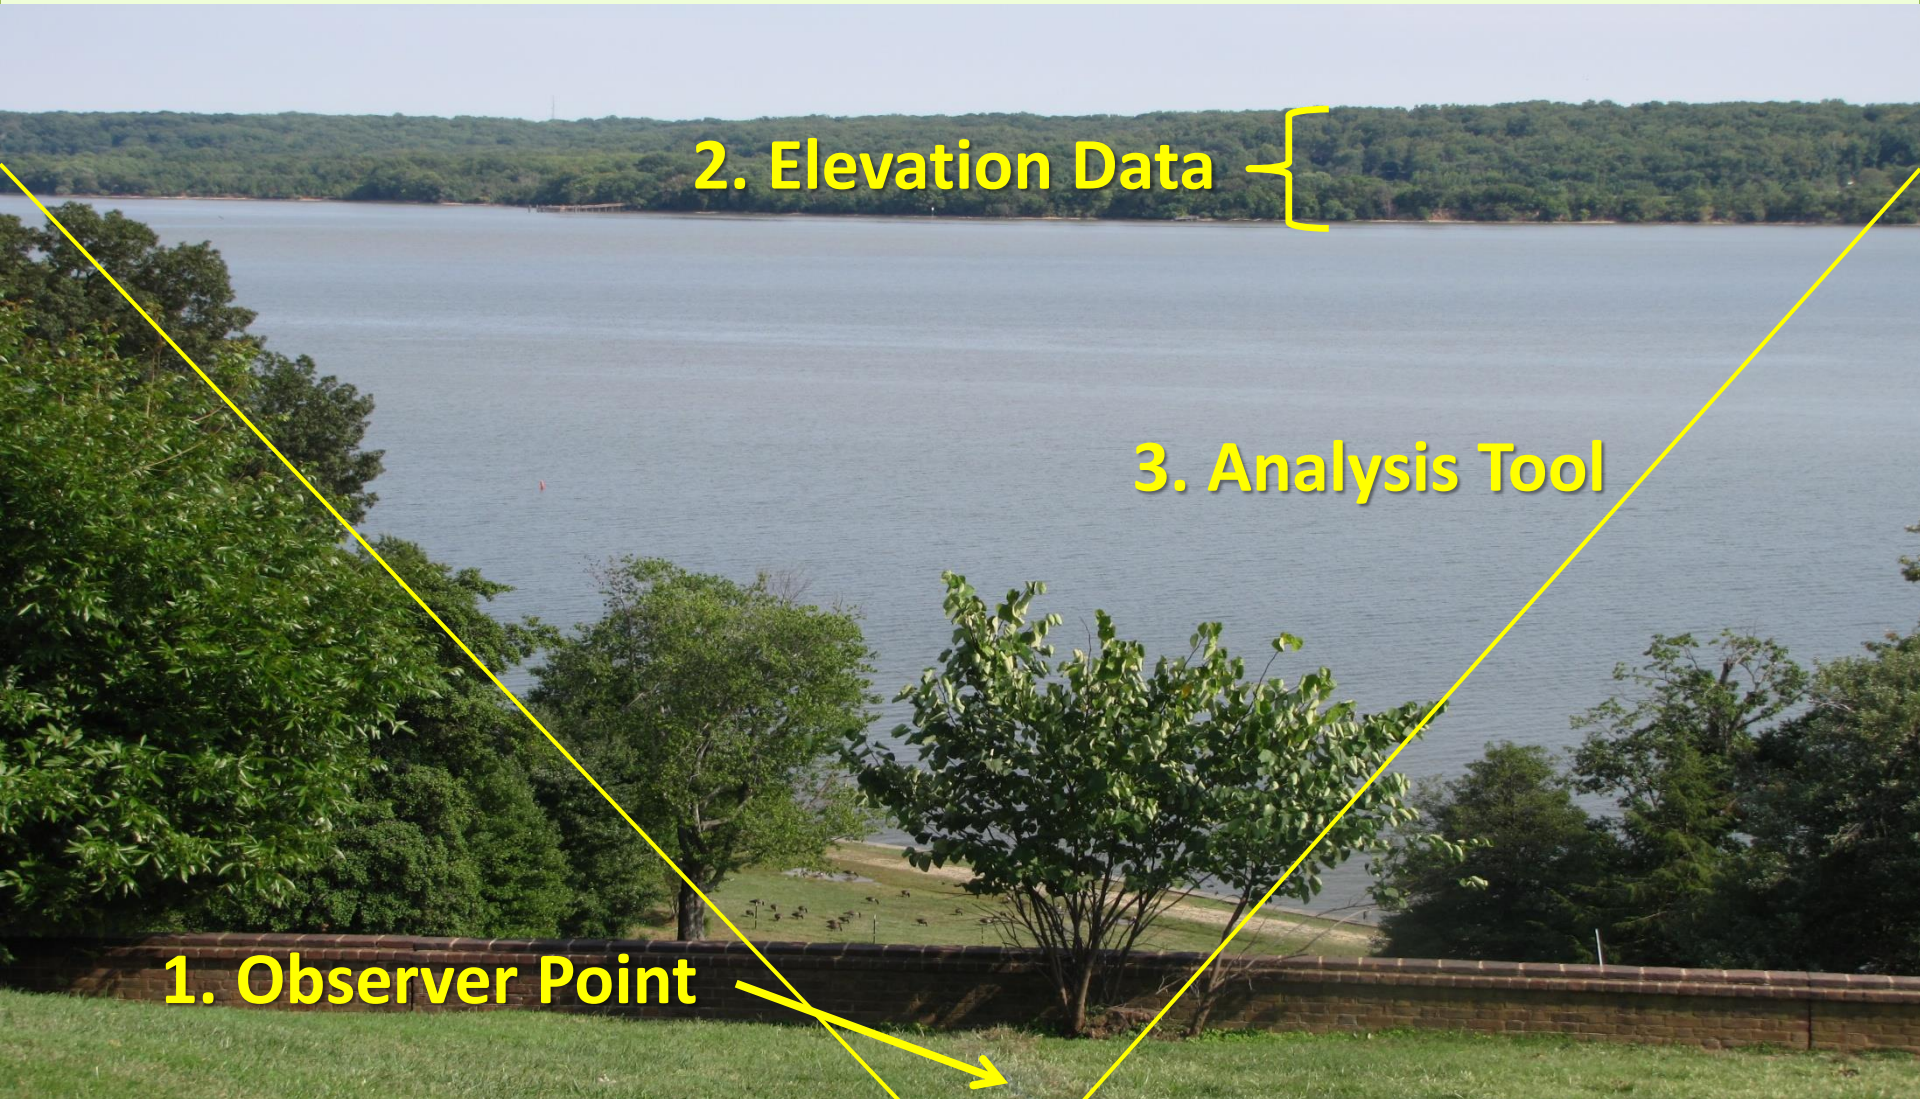 2. Elevation Data
3. Analysis Tool
1. Observer Point